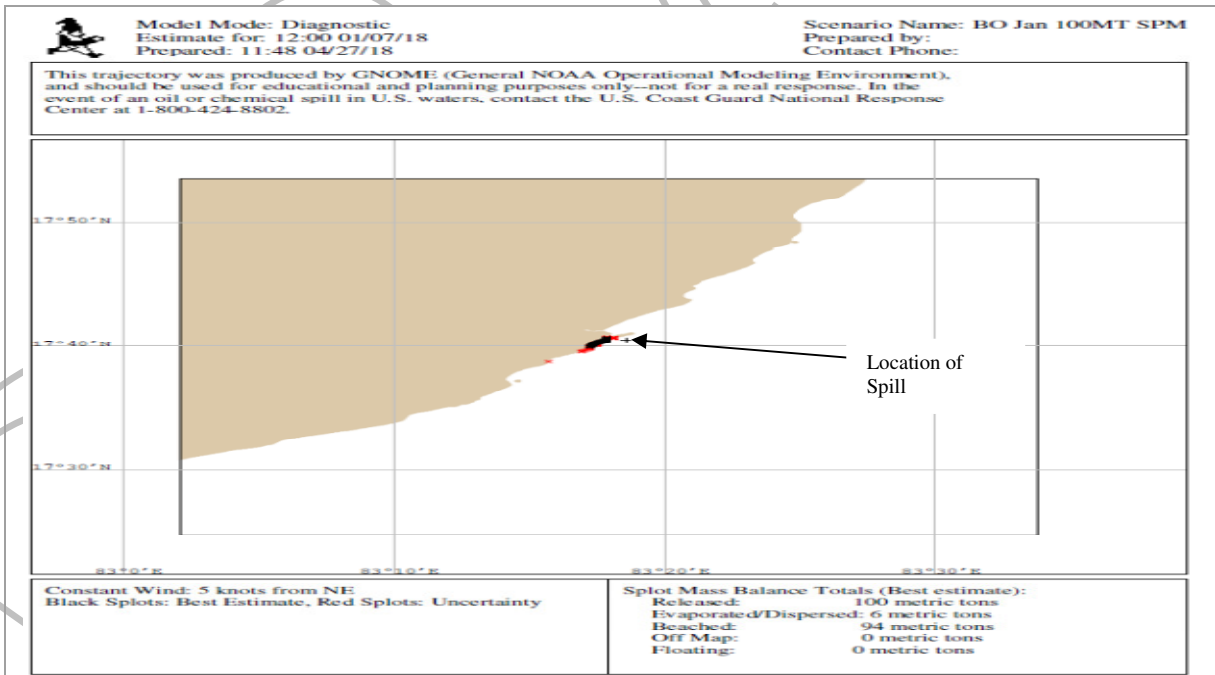 Model Mode: Diagnostic
Estimate for: 12:00 01/07/18
Prepared: 11:48 04/27/18
Scenario Name: BO Jan 100MT SPM
Prepared by:
Contact Phone:
This trajectory was produced by GNOME (General NOAA Operational Modeling Environment),
and should be used for educational and planning purposes only--not for a real response. In the
event of an oil or chemical spill in U.S. waters, contact the U.S. Coast Guard National Response
Center at 1-800-424-8802.
17°50'N
17°40'N
Location of
Spill
17°30'N
83°0'E
83°10'E
83°20'E
83°30'E
Constant Wind: 5 knots from NE
Black Splots: Best Estimate, Red Splots: Uncertainty
Splot Mass Balance Totals (Best estimate):
Released: 100 metric tons
Evaporated/Dispersed: 6 metric tons
Beached: 94 metric tons
Off Map: 0 metric tons
Floating: 0 metric tons